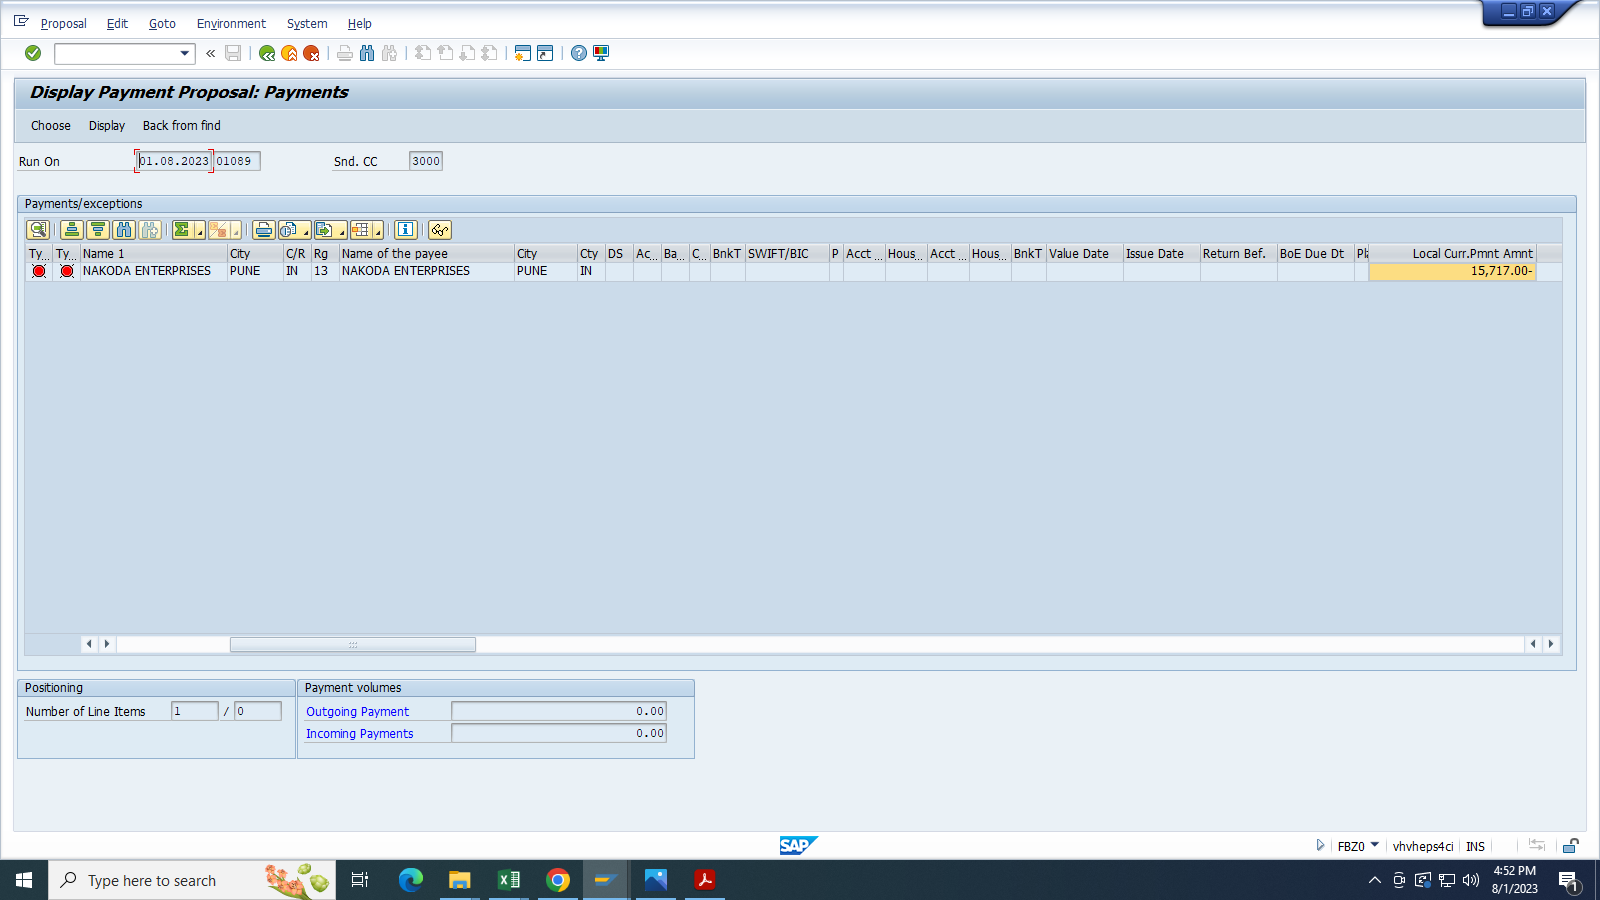 Proposal Edit Goto Environment System Help
Display Payment Proposal: Payments
Choose Display Back from find
Run On 01.08.2023 01089 Snd. CC 3000
Payments/exceptions
Ty... Ty... Name 1 City C/R Rg Name of the payee City Cty DS Ac... Ba... C... BnkT SWIFT/BIC P Acct ... Hous... Acct ... Hous... BnkT Value Date Issue Date Return Bef. BoE Due Dt Local Curr.Pmnt Amnt
NAKODA ENTERPRISES PUNE IN 13 NAKODA ENTERPRISES PUNE IN 15,717.00-
Positioning
Number of Line Items 1 / 0
Payment volumes
Outgoing Payment 0.00
Incoming Payments 0.00
SAP
FBZ0 vhvheps4ci INS
Type here to search
4:52 PM
8/1/2023
1